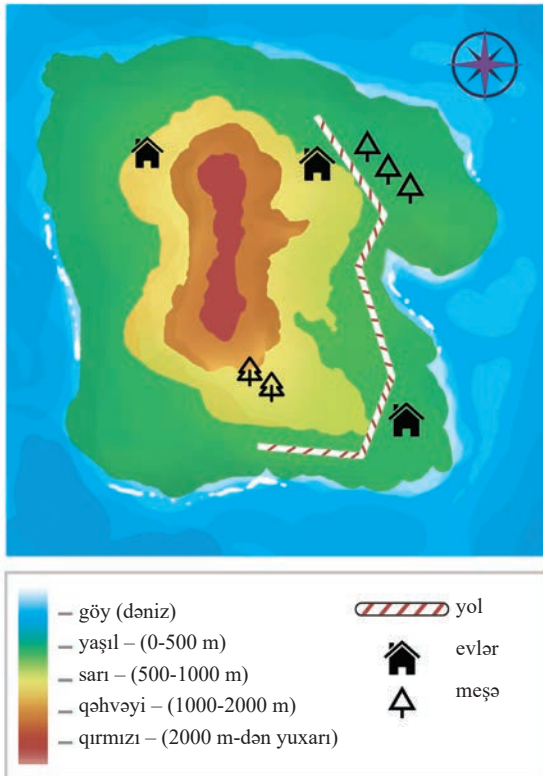 göy (dəniz)
yaşıl – (0-500 m)
sarı – (500-1000 m)
qəhvəyi – (1000-2000 m)
qırmızı – (2000 m-dən yuxarı)
yol
evlər
meşə